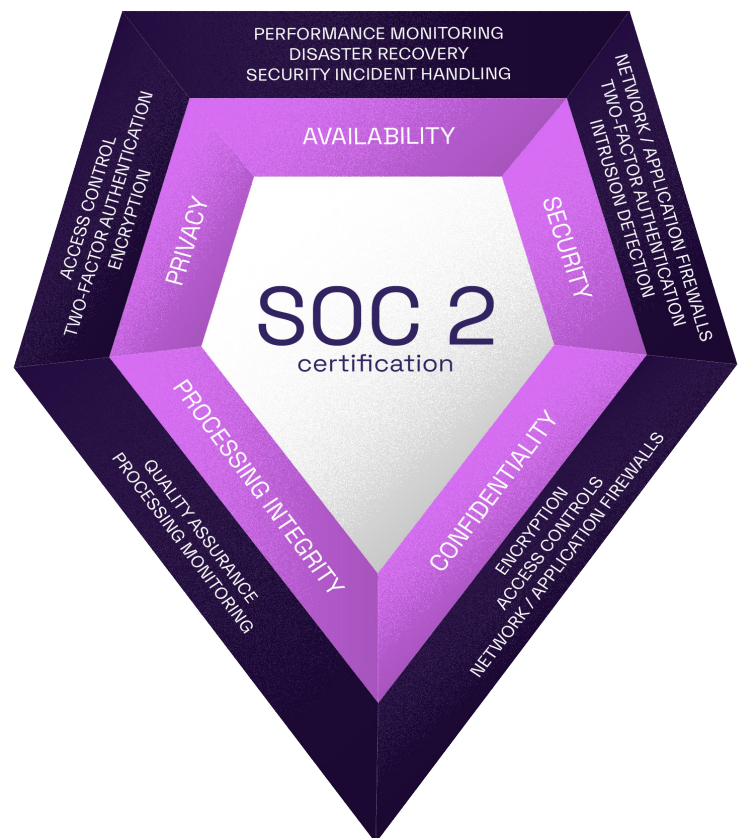 PERFORMANCE MONITORING
DISASTER RECOVERY
SECURITY INCIDENT HANDLING
AVAILABILITY
NETWORK / APPLICATION FIREWALLS
TWO-FACTOR AUTHENTICATION
INTRUSION DETECTION
SECURITY
ACCESS CONTROL
TWO-FACTOR AUTHENTICATION
ENCRYPTION
PRIVACY
SOC 2
certification
PROCESSING INTEGRITY
QUALITY ASSURANCE
PROCESSING MONITORING
CONFIDENTIALITY
ENCRYPTION
ACCESS CONTROLS
NETWORK / APPLICATION FIREWALLS